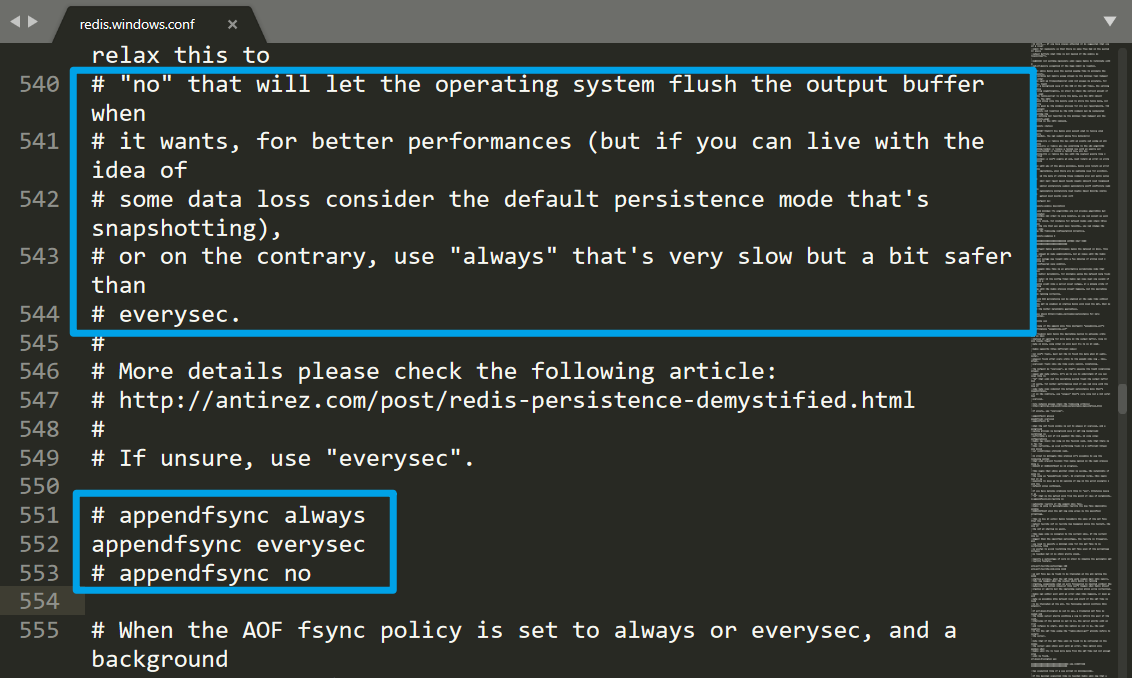 redis.windows.conf
relax this to
540 # "no" that will let the operating system flush the output buffer
when
541 # it wants, for better performances (but if you can live with the
idea of
542 # some data loss consider the default persistence mode that's
snapshotting),
543 # or on the contrary, use "always" that's very slow but a bit safer
than
544 # everysec.
545 #
546 # More details please check the following article:
547 # http://antirez.com/post/redis-persistence-demystified.html
548 #
549 # If unsure, use "everysec".
550
551 # appendfsync always
552 appendfsync everysec
553 # appendfsync no
554
555 # When the AOF fsync policy is set to always or everysec, and a
background